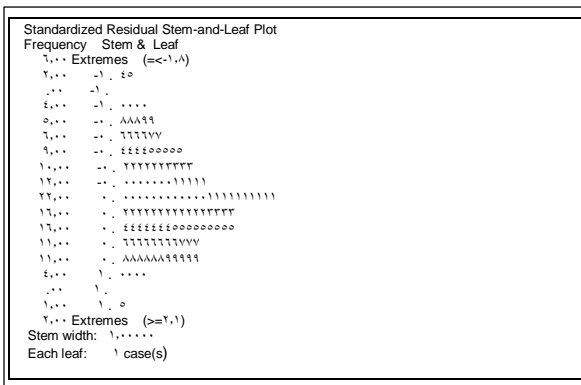 Standardized Residual Stem-and-Leaf Plot
Frequency Stem & Leaf
٦,٠٠ Extremes (=<-١,٨)
٢,٠٠ -١ . ٤٥
.٠٠ -١ .
٤,٠٠ -١ . ٠٠٠٠
٥,٠٠ -٠ . ٨٨٨٩٩
٦,٠٠ -٠ . ٦٦٦٦٧٧
٩,٠٠ -٠ . ٤٤٤٤٥٥٥٥٥
١٠,٠٠ -٠ . ٢٢٢٢٢٢٣٣٣٣
١٢,٠٠ -٠ . ٠٠٠٠٠٠٠١١١١١
٢٢,٠٠ ٠ . ٠٠٠٠٠٠٠٠٠٠٠٠١١١١١١١١١١
١٦,٠٠ ٠ . ٢٢٢٢٢٢٢٢٢٢٢٢٣٣٣٣
١٦,٠٠ ٠ . ٤٤٤٤٤٤٤٥٥٥٥٥٥٥٥٥
١١,٠٠ ٠ . ٦٦٦٦٦٦٦٦٧٧٧
١١,٠٠ ٠ . ٨٨٨٨٨٨٩٩٩٩٩
٤,٠٠ ١ . ٠٠٠٠
.٠٠ ١ .
١,٠٠ ١ . ٥
٢,٠٠ Extremes (>=٢,١)
Stem width: ١,٠٠٠٠٠
Each leaf: ١ case(s)